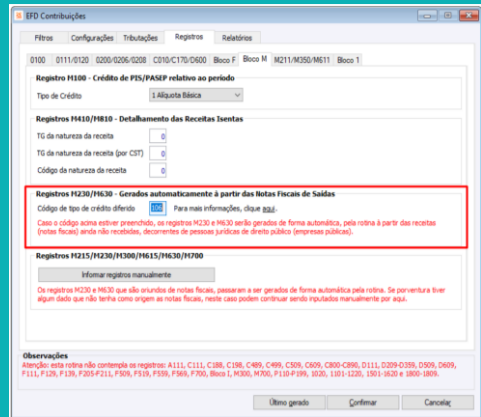 EFD Contribuições
Filtros Configurações Tributações Registros Relatórios
0100 0111/0120 0200/0206/0208 C010/C170/D600 Bloco F Bloco M M211/M350/M611 Bloco 1
Registro M100 - Crédito de PIS/PASEP relativo ao período
Tipo de Crédito 1 Alíquota Básica
Registros M410/M810 - Detalhamento das Receitas Isentas
TG da natureza da receita 0
TG da natureza da receita (por CST) 0
Código da natureza da receita 0
Registros M230/M630 - Gerados automaticamente à partir das Notas Fiscais de Saídas
Código de tipo de crédito diferido 106 Para mais informações, clique aqui.
Caso o código acima estiver preenchido, os registros M230 e M630 serão gerados de forma automática, pela rotina à partir das receitas
(notas fiscais) ainda não recebidas, decorrentes de pessoas jurídicas de direito público (empresas públicas).
Registros M215/M230/M300/M615/M630/M700
Informar registros manualmente
Os registros M230 e M630 que são oriundos de notas fiscais, passaram a ser gerados de forma automática pela rotina. Se porventura tiver
algum dado que não tenha como origem as notas fiscais, neste caso podem continuar sendo inputados manualmente por aqui.
Observações
Atenção: esta rotina não contempla os registros: A111, C111, C188, C198, C489, C499, C509, C609, C800-C890, D111, D209-D359, D509, D609,
F111, F129, F139, F205-F211, F509, F519, F559, F569, F700, Bloco I, M300, M700, P110-P199, 1020, 1101-1220, 1501-1620 e 1800-1809.
Último gerado Confirmar Cancelar